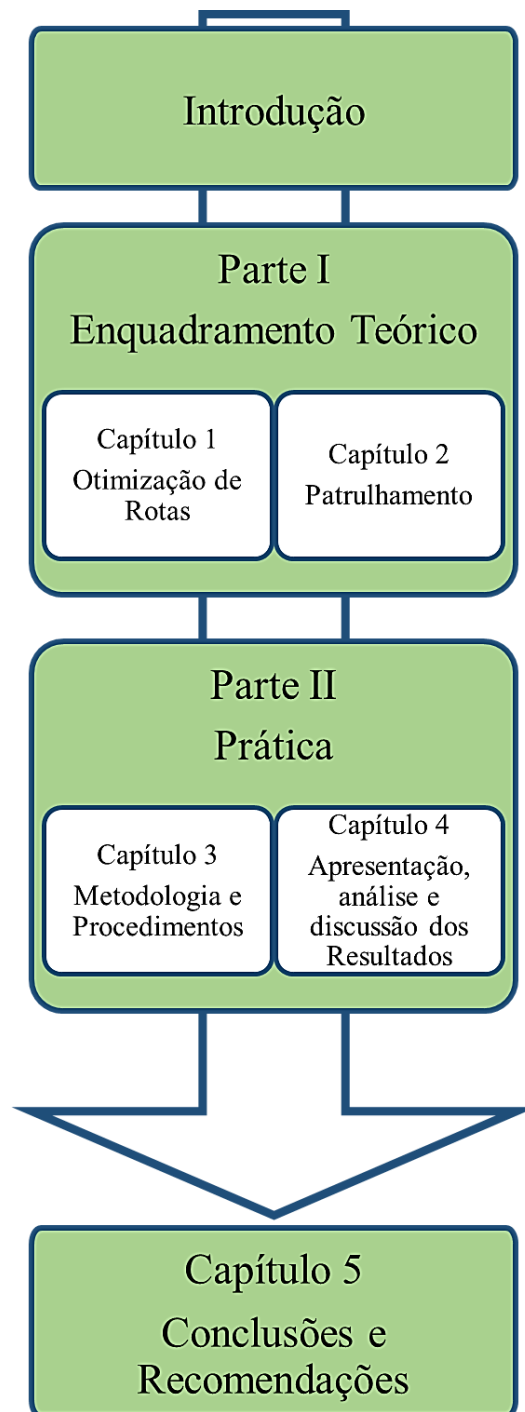 Introdução
Parte I
Enquadramento Teórico
Capítulo 1
Otimização de
Rotas
Capítulo 2
Patrulhamento
Parte II
Prática
Capítulo 3
Metodologia e
Procedimentos
Capítulo 4
Apresentação,
análise e
discussão dos
Resultados
Capítulo 5
Conclusões e
Recomendações